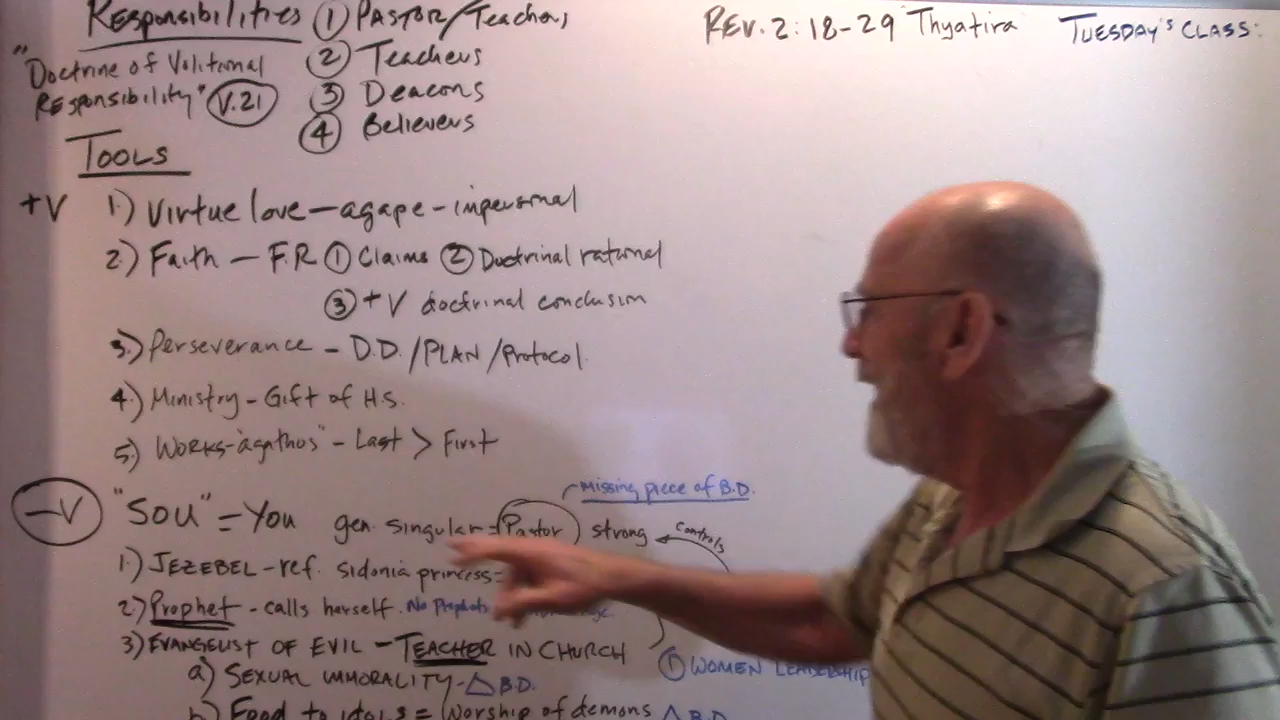 Responsibilities ① Pastor/Teachers
REV. 2:18-29 Thyatira
TUESDAY'S CLASS:
"Doctrine of Volitional
② Teachers
Responsibility" V.21
③ Deacons
④ Believers
TOOLS
+V 1.) Virtue love-agape-impersonal
2.) Faith - F.R ① Claims ② Doctrinal rational
③ +V doctrinal conclusion
3.) Perseverance - D.D./PLAN/Protocol.
4.) Ministry - Gift of H.S.
5.) Works-"agathos" - Last > First
Missing piece of B.D.
-V "SOU" = You gen. singular = Pastor strong
controls
1.) JEZEBEL-ref. sidonia princess=
2) Prophet - calls herself. No Prophets
3) EVANGELIST OF EVIL - TEACHER IN CHURCH
① WOMEN LEADERSHIP
a) SEXUAL IMMORALITY - △ B.D.
b) Food to idols = Worship of demons △ B.D.